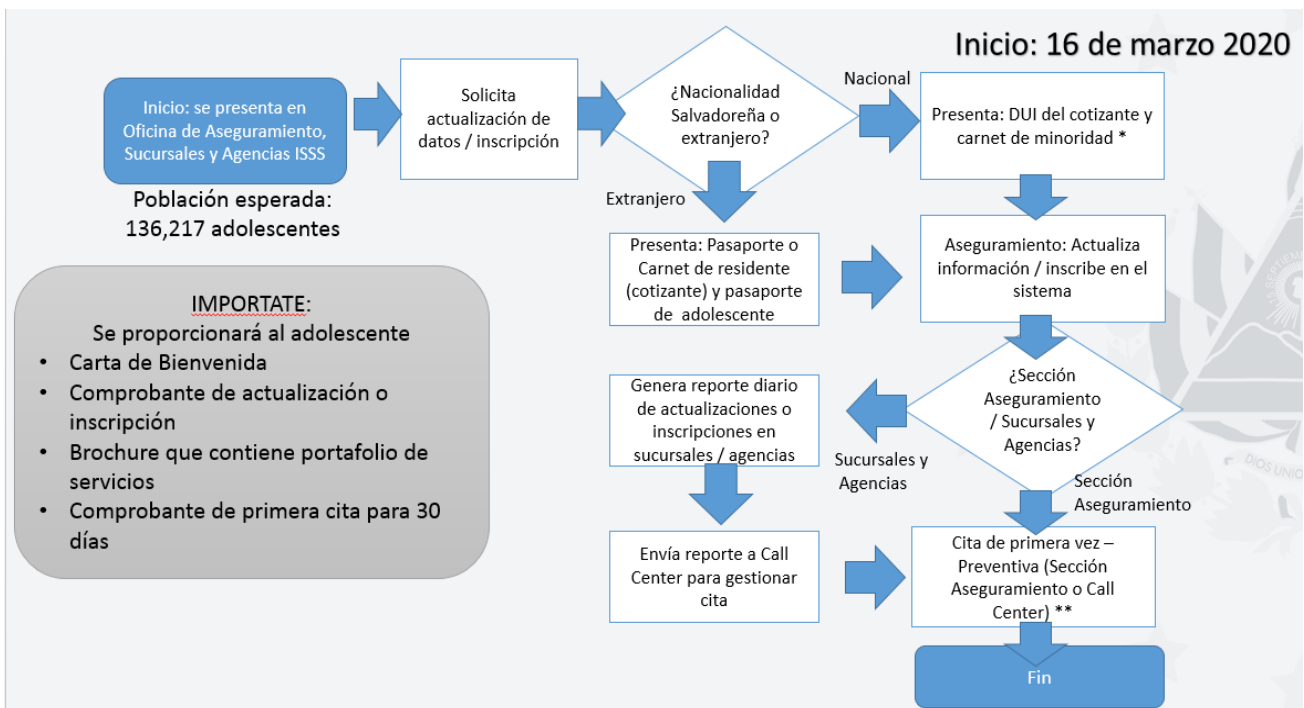 Inicio: 16 de marzo 2020
Inicio: se presenta en
Oficina de Aseguramiento,
Sucursales y Agencias ISSS
Población esperada:
136,217 adolescentes
Solicita
actualización de
datos / inscripción
¿Nacionalidad
Salvadoreña o
extranjero?
Nacional
Presenta: DUI del cotizante y
carnet de minoridad *
Extranjero
Presenta: Pasaporte o
Carnet de residente
(cotizante) y pasaporte
de adolescente
Aseguramiento: Actualiza
información / inscribe en el
sistema
¿Sección
Aseguramiento
/ Sucursales y
Agencias?
Sucursales y
Agencias
Genera reporte diario
de actualizaciones o
inscripciones en
sucursales / agencias
Envía reporte a Call
Center para gestionar
cita
Sección
Aseguramiento
Cita de primera vez –
Preventiva (Sección
Aseguramiento o Call
Center) **
Fin
IMPORTATE:
Se proporcionará al adolescente
• Carta de Bienvenida
• Comprobante de actualización o
inscripción
• Brochure que contiene portafolio de
servicios
• Comprobante de primera cita para 30
días
DIOS UNION